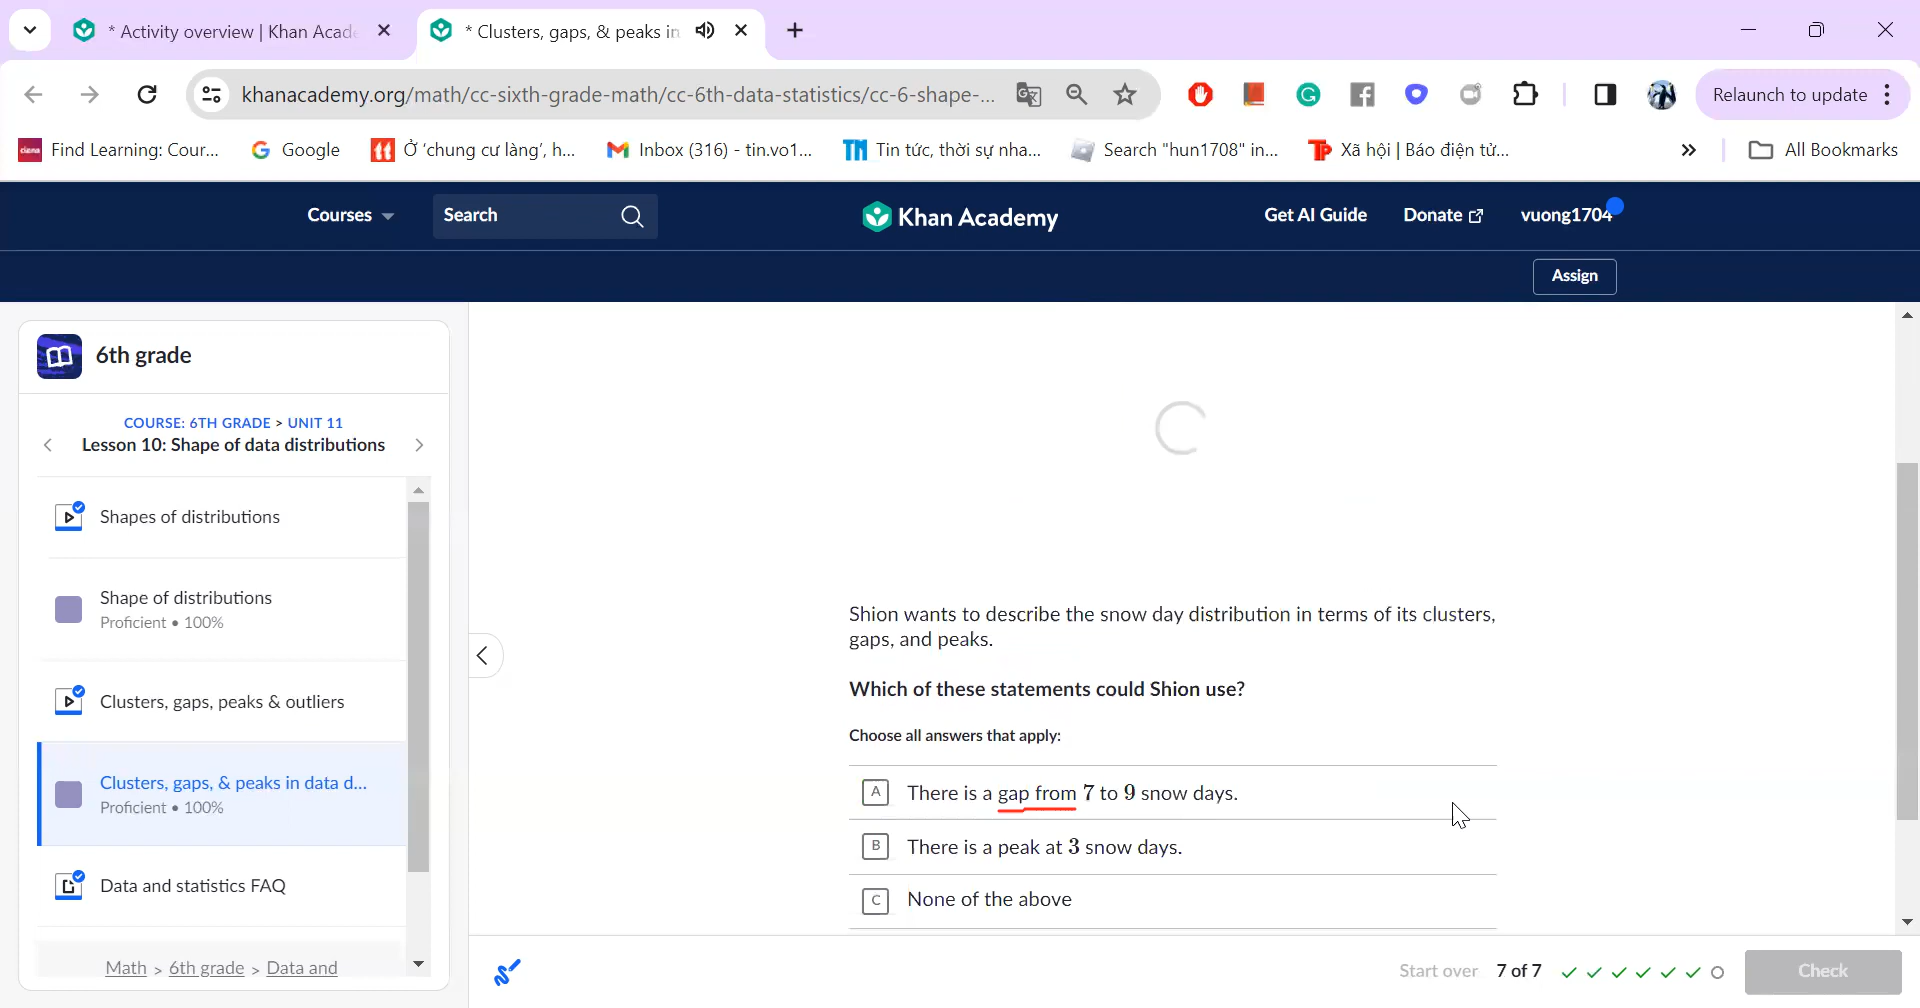 * Activity overview | Khan Acade
* Clusters, gaps, & peaks in
khanacademy.org/math/cc-sixth-grade-math/cc-6th-data-statistics/cc-6-shape-...
Relaunch to update
Find Learning: Cour...
Google
Ở ‘chung cư làng’, h...
Inbox (316) - tin.vo1...
Tin tức, thời sự nha...
Search "hun1708" in...
Xã hội | Báo điện tử...
»
All Bookmarks
Courses
Search
Khan Academy
Get AI Guide
Donate
vuong1704
Assign
6th grade
COURSE: 6TH GRADE > UNIT 11
Lesson 10: Shape of data distributions
Shapes of distributions
Shape of distributions
Proficient • 100%
Clusters, gaps, peaks & outliers
Clusters, gaps, & peaks in data d...
Proficient • 100%
Data and statistics FAQ
Math > 6th grade > Data and
Shion wants to describe the snow day distribution in terms of its clusters,
gaps, and peaks.
Which of these statements could Shion use?
Choose all answers that apply:
A There is a gap from 7 to 9 snow days.
B There is a peak at 3 snow days.
C None of the above
Start over
7 of 7
Check